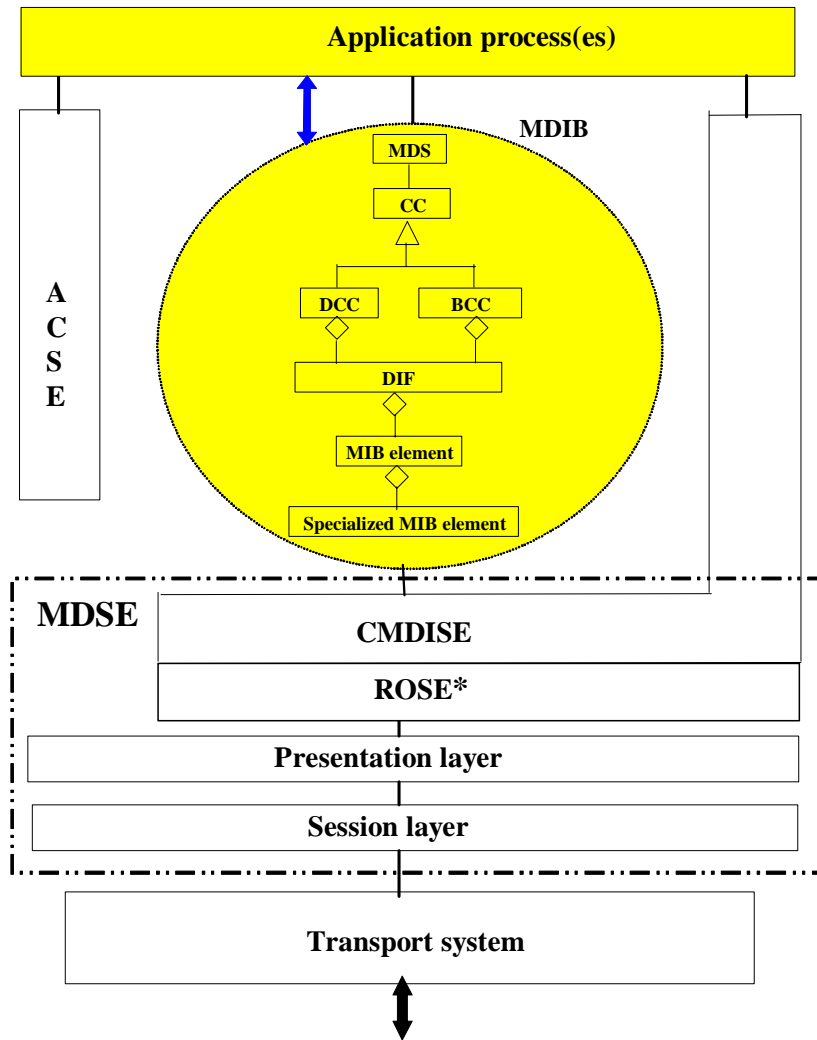 Application process(es)
MDIB
MDS
CC
A
C
S
E
DCC
BCC
DIF
MIB element
Specialized MIB element
MDSE
CMDISE
ROSE*
Presentation layer
Session layer
Transport system